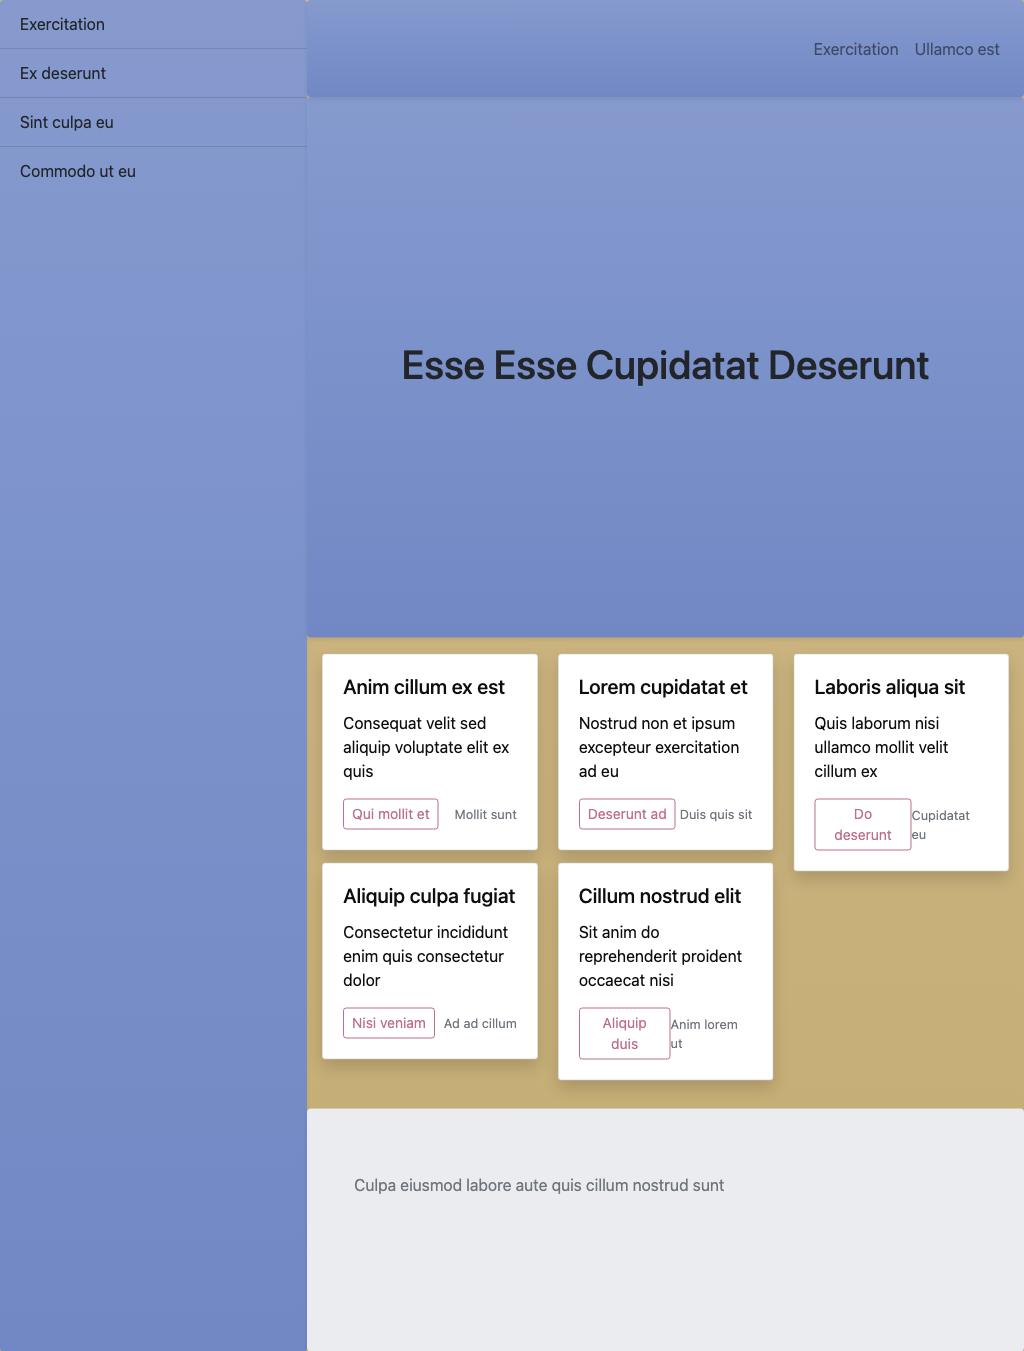 Exercitation
Ex deserunt
Sint culpa eu
Commodo ut eu
Exercitation
Ullamco est
Esse Esse Cupidatat Deserunt
Anim cillum ex est
Consequat velit sed
aliquip voluptate elit ex
quis
Qui mollit et
Mollit sunt
Lorem cupidatat et
Nostrud non et ipsum
excepteur exercitation
ad eu
Deserunt ad
Duis quis sit
Laboris aliqua sit
Quis laborum nisi
ullamco mollit velit
cillum ex
Do
deserunt
Cupidatat
eu
Aliquip culpa fugiat
Consectetur incididunt
enim quis consectetur
dolor
Nisi veniam
Ad ad cillum
Cillum nostrud elit
Sit anim do
reprehenderit proident
occaecat nisi
Aliquip
duis
Anim lorem
ut
Culpa eiusmod labore aute quis cillum nostrud sunt